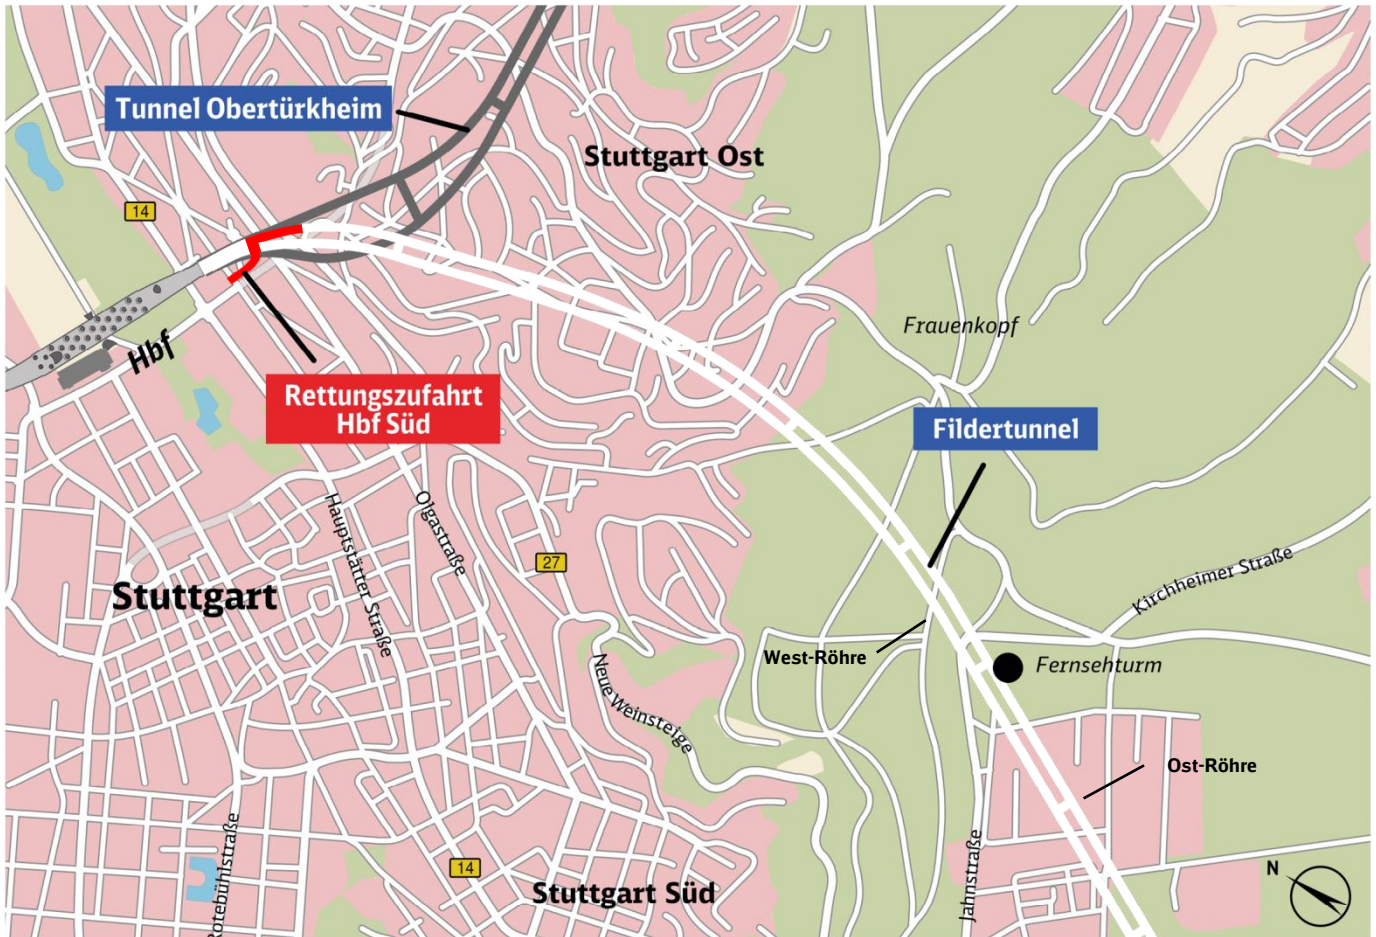 Tunnel Obertürkheim
Stuttgart Ost
14
Frauenkopf
Hbf
Rettungszufahrt
Hbf Süd
Fildertunnel
Olgastraße
Hauptstätter Straße
27
Kirchheimer Straße
Stuttgart
West-Röhre
Fernsehturm
Neue Weinsteige
Ost-Röhre
Rotebühlstraße
Jahnstraße
14
Stuttgart Süd
N